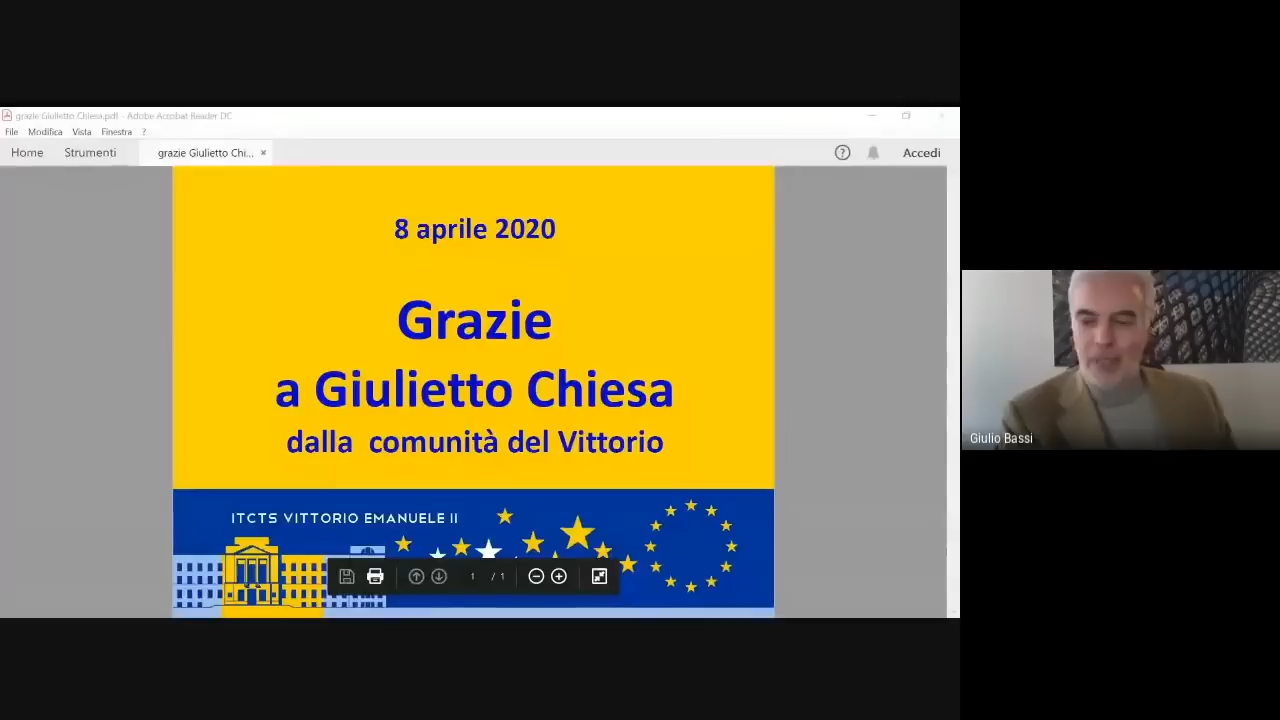 grazie Giulietto Chiesa.pdf - Adobe Acrobat Reader DC
File Modifica Vista Finestra ?
Home Strumenti grazie Giulietto Chi... × Accedi
8 aprile 2020
Grazie
a Giulietto Chiesa
dalla comunità del Vittorio
ITCTS VITTORIO EMANUELE II
1 / 1
Giulio Bassi